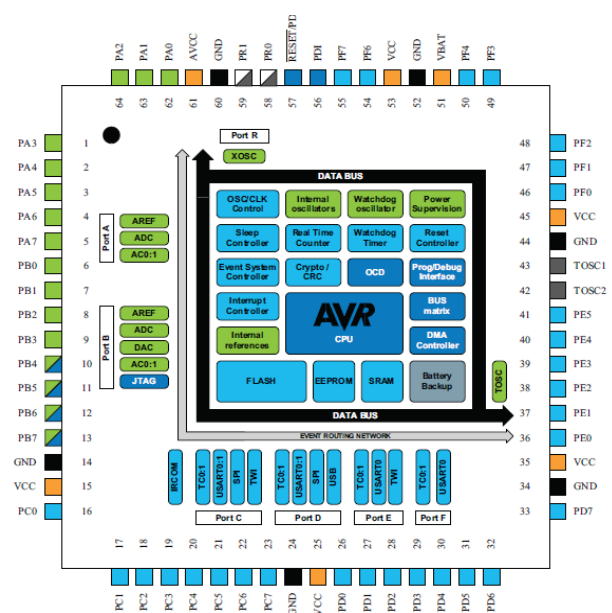 PA2
PA1
PA0
AVCC
GND
PR1
PR0
RESET/PD
PDI
PF7
PF6
VCC
GND
VBAT
PF4
PF3
64
63
62
61
60
59
58
57
56
55
54
53
52
51
50
49
PA3 1
PA4 2
PA5 3
PA6 4
PA7 5
PB0 6
PB1 7
PB2 8
PB3 9
PB4 10
PB5 11
PB6 12
PB7 13
GND 14
VCC 15
PC0 16
Port R
XOSC
DATA BUS
OSC/CLK
Control
Internal
oscillators
Watchdog
oscillator
Power
Supervision
Sleep
Controller
Real Time
Counter
Watchdog
Timer
Reset
Controller
Event System
Controller
Crypto /
CRC
OCD
Prog/Debug
Interface
Interrupt
Controller
AVR
CPU
BUS
matrix
Internal
references
DMA
Controller
FLASH
EEPROM
SRAM
Battery
Backup
DATA BUS
EVENT ROUTING NETWORK
Port A
AREF
ADC
AC0:1
Port B
AREF
ADC
DAC
AC0:1
JTAG
TOSC
IRCOM
TC0:1
USART0:1
SPI
TWI
Port C
TC0:1
USART0:1
SPI
USB
Port D
TC0:1
USART0
TWI
Port E
TC0:1
USART0
Port F
48 PF2
47 PF1
46 PF0
45 VCC
44 GND
43 TOSC1
42 TOSC2
41 PE5
40 PE4
39 PE3
38 PE2
37 PE1
36 PE0
35 VCC
34 GND
33 PD7
17
18
19
20
21
22
23
24
25
26
27
28
29
30
31
32
PC1
PC2
PC3
PC4
PC5
PC6
PC7
GND
VCC
PD0
PD1
PD2
PD3
PD4
PD5
PD6